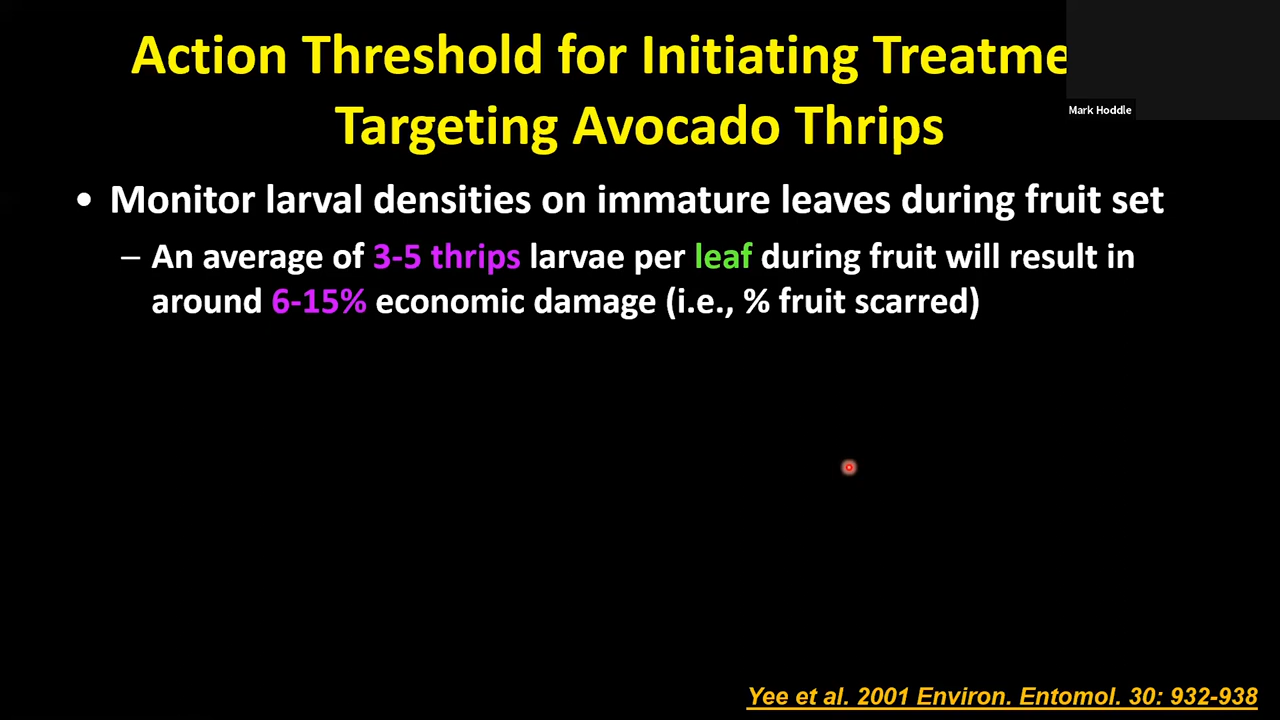 Action Threshold for Initiating Treatme
Mark Hoddle
Targeting Avocado Thrips
• Monitor larval densities on immature leaves during fruit set
– An average of 3-5 thrips larvae per leaf during fruit will result in
around 6-15% economic damage (i.e., % fruit scarred)
Yee et al. 2001 Environ. Entomol. 30: 932-938